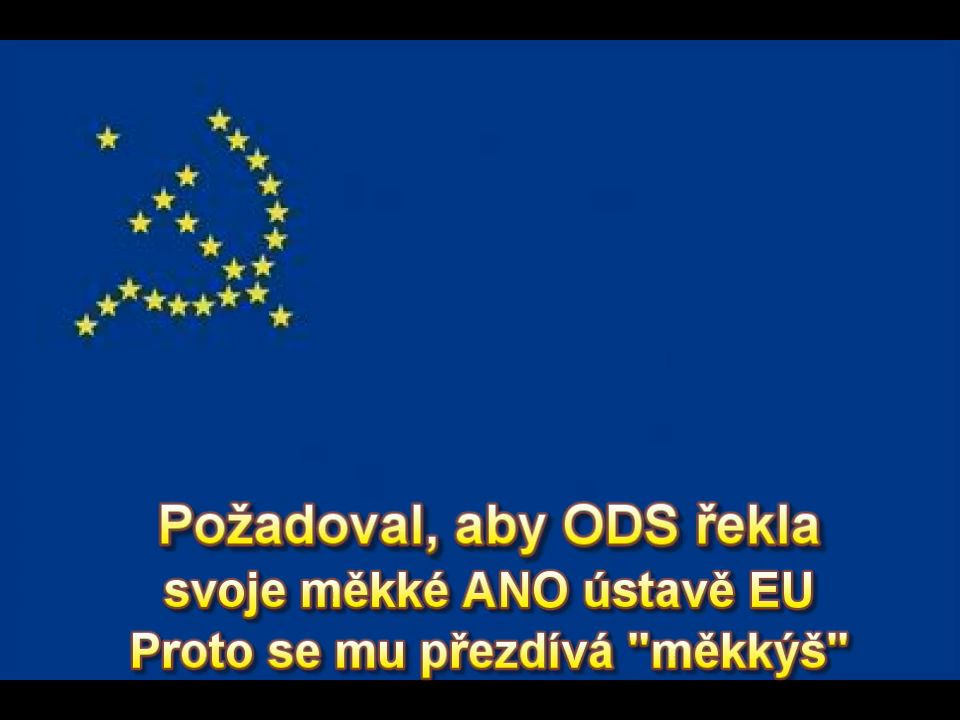 Požadoval, aby ODS řekla
svoje měkké ANO ústavě EU
Proto se mu přezdívá "měkkýš"